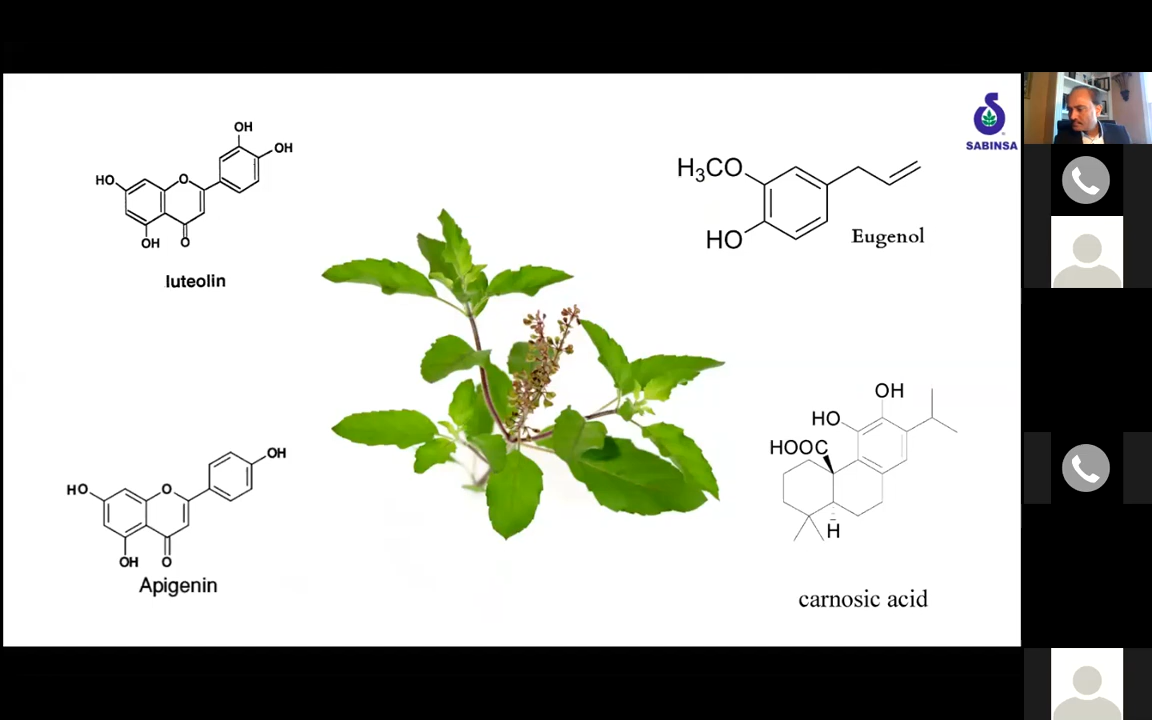 OH
OH
HO
O
OH
O
luteolin
SABINSA
H₃CO
HO
Eugenol
OH
HO
O
OH
O
Apigenin
OH
HO
HOOC
H
carnosic acid